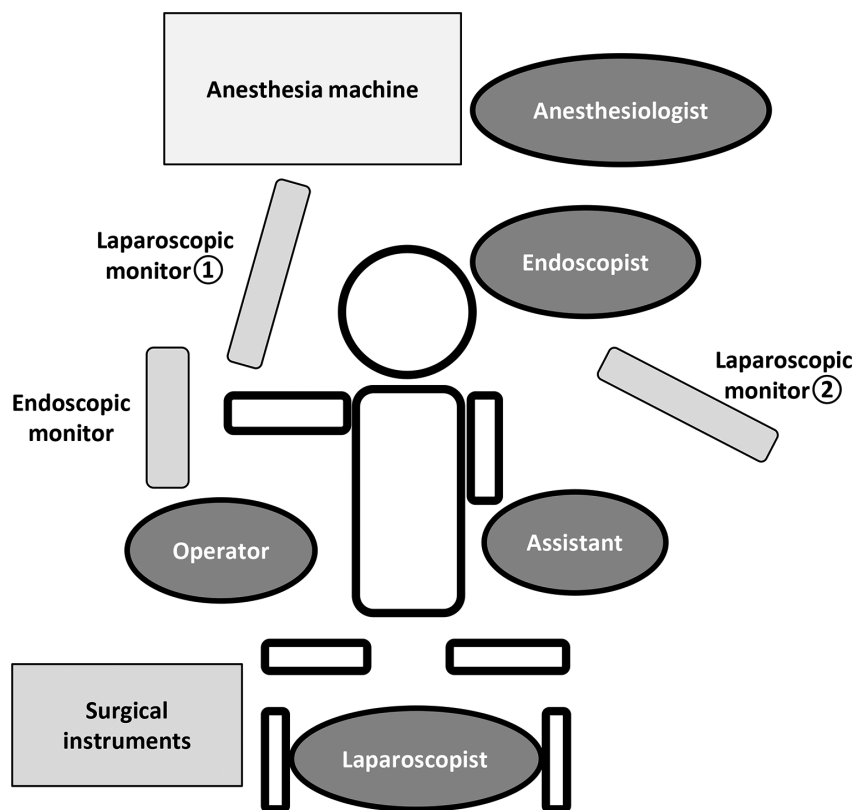 Anesthesia machine
Anesthesiologist
Laparoscopic
monitor①
Endoscopist
Laparoscopic
monitor②
Endoscopic
monitor
Operator
Assistant
Surgical
instruments
Laparoscopist